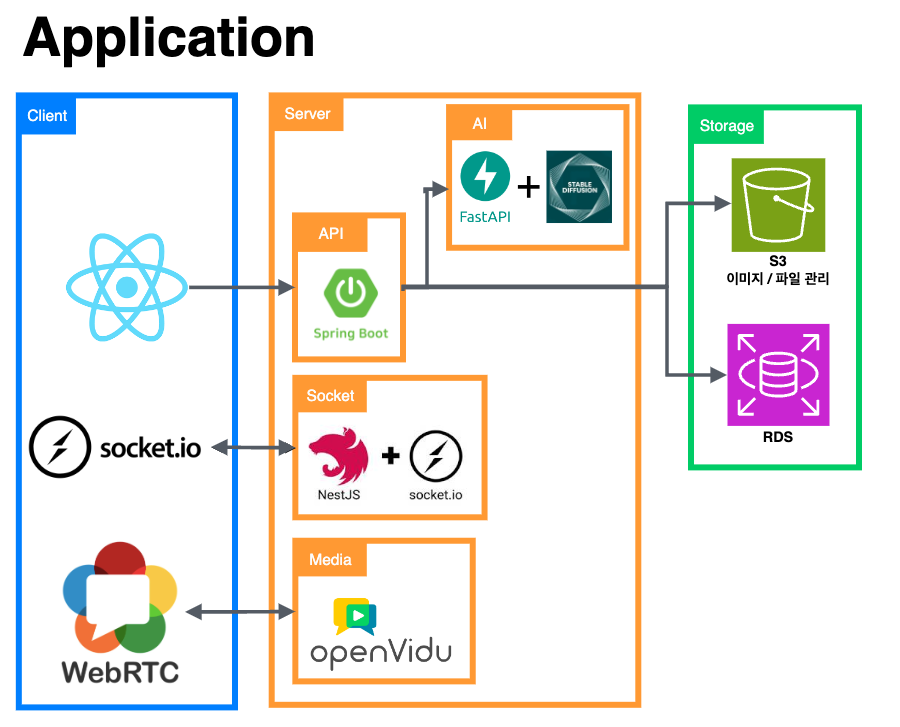 Application
Client
Server
AI
Storage
FastAPI
+
STABLE
DIFFUSION
API
Spring Boot
S3
이미지 / 파일 관리
Socket
socket.io
NestJS
+
socket.io
RDS
Media
WebRTC
openVidu